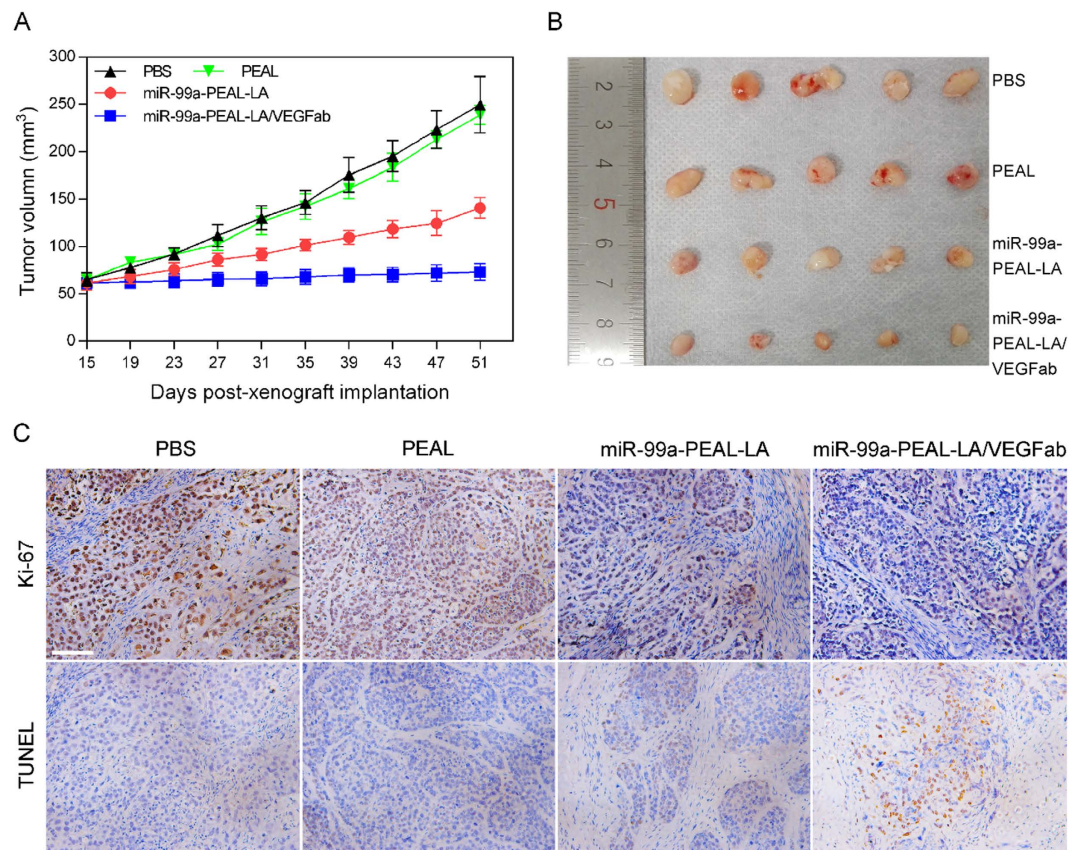 A
300
250
200
150
100
50
0
Tumor volumn (mm³)
PBS
PEAL
miR-99a-PEAL-LA
miR-99a-PEAL-LA/VEGFab
15 19 23 27 31 35 39 43 47 51
Days post-xenograft implantation
B
2
3
4
5
6
7
8
9
PBS
PEAL
miR-99a-
PEAL-LA
miR-99a-
PEAL-LA/
VEGFab
C
PBS PEAL miR-99a-PEAL-LA miR-99a-PEAL-LA/VEGFab
Ki-67
TUNEL